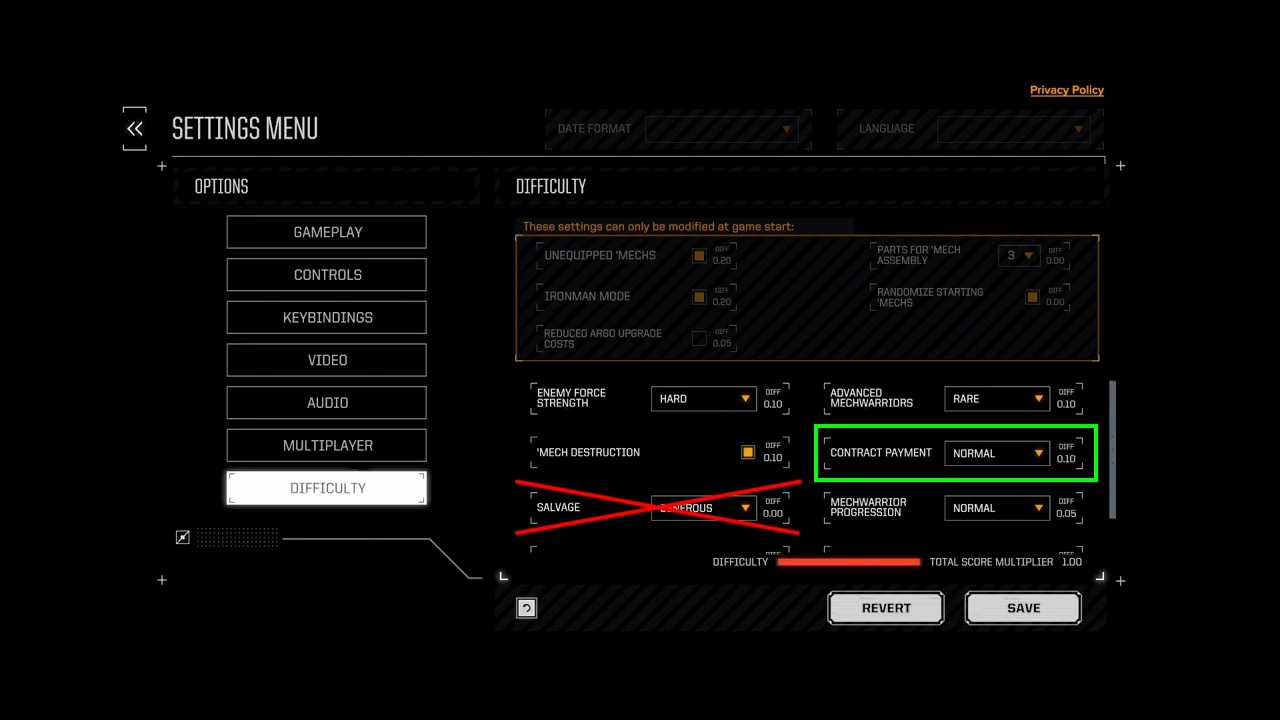 Privacy Policy
SETTINGS MENU
DATE FORMAT
LANGUAGE
OPTIONS
DIFFICULTY
GAMEPLAY
CONTROLS
KEYBINDINGS
VIDEO
AUDIO
MULTIPLAYER
DIFFICULTY
These settings can only be modified at game start:
UNEQUIPPED 'MECHS
DIFF
0.20
PARTS FOR 'MECH
ASSEMBLY
3
DIFF
0.00
IRONMAN MODE
DIFF
0.20
RANDOMIZE STARTING
'MECHS
DIFF
0.00
REDUCED ARGO UPGRADE
COSTS
DIFF
0.05
ENEMY FORCE
STRENGTH
HARD
DIFF
0.10
ADVANCED
MECHWARRIORS
RARE
DIFF
0.10
'MECH DESTRUCTION
DIFF
0.10
CONTRACT PAYMENT
NORMAL
DIFF
0.10
SALVAGE
GENEROUS
DIFF
0.00
MECHWARRIOR
PROGRESSION
NORMAL
DIFF
0.05
DIFFICULTY
TOTAL SCORE MULTIPLIER 1.00
REVERT
SAVE